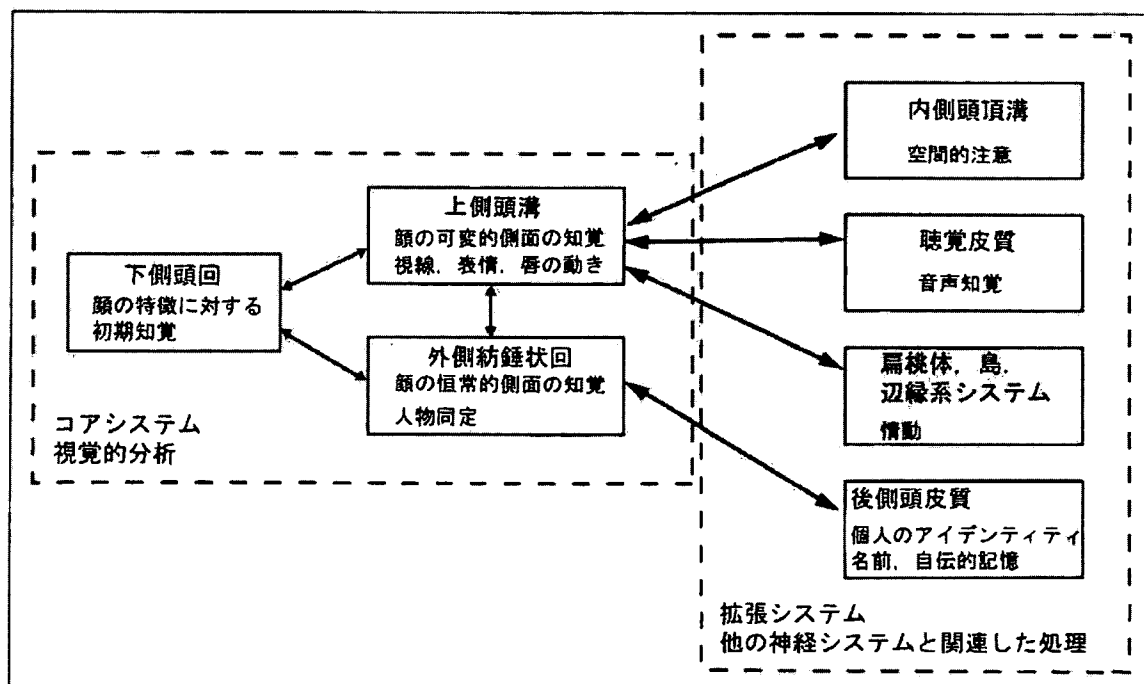 下側頭回
顔の特徴に対する
初期知覚
上側頭溝
顔の可変的側面の知覚
視線，表情，唇の動き
外側紡錘状回
顔の恒常的側面の知覚
人物同定
コアシステム
視覚的分析
内側頭頂溝
空間的注意
聴覚皮質
音声知覚
扁桃体，島，
辺縁系システム
情動
後側頭皮質
個人のアイデンティティ
名前，自伝的記憶
拡張システム
他の神経システムと関連した処理